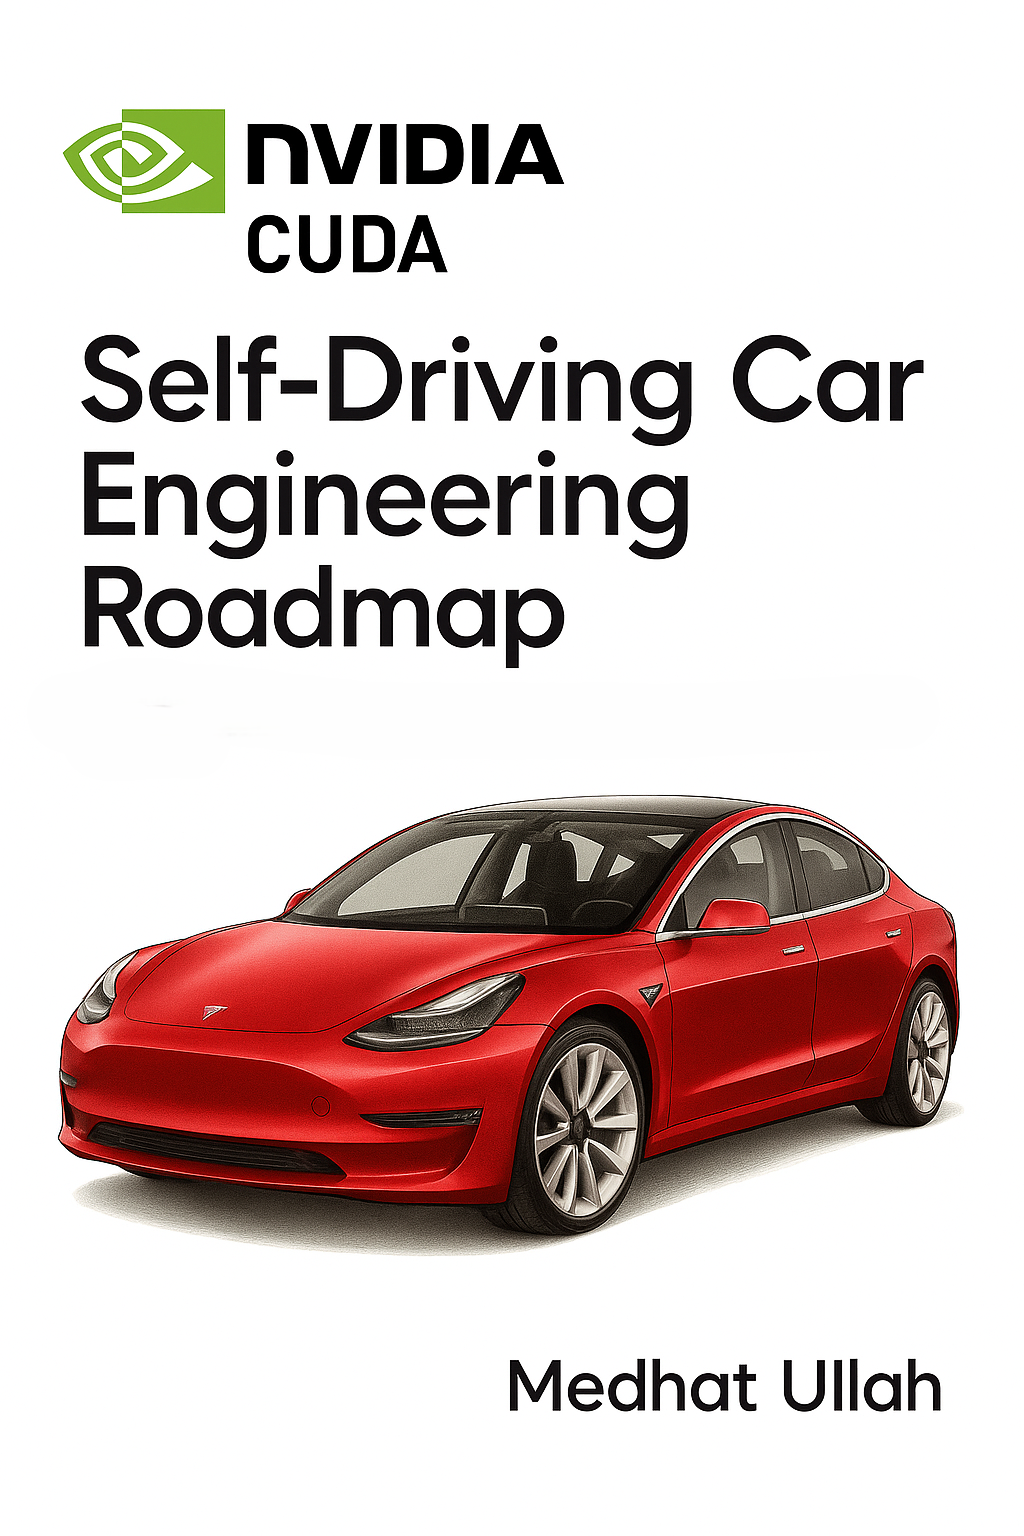 NVIDIA
CUDA
Self-Driving Car
Engineering
Roadmap
Medhat Ullah